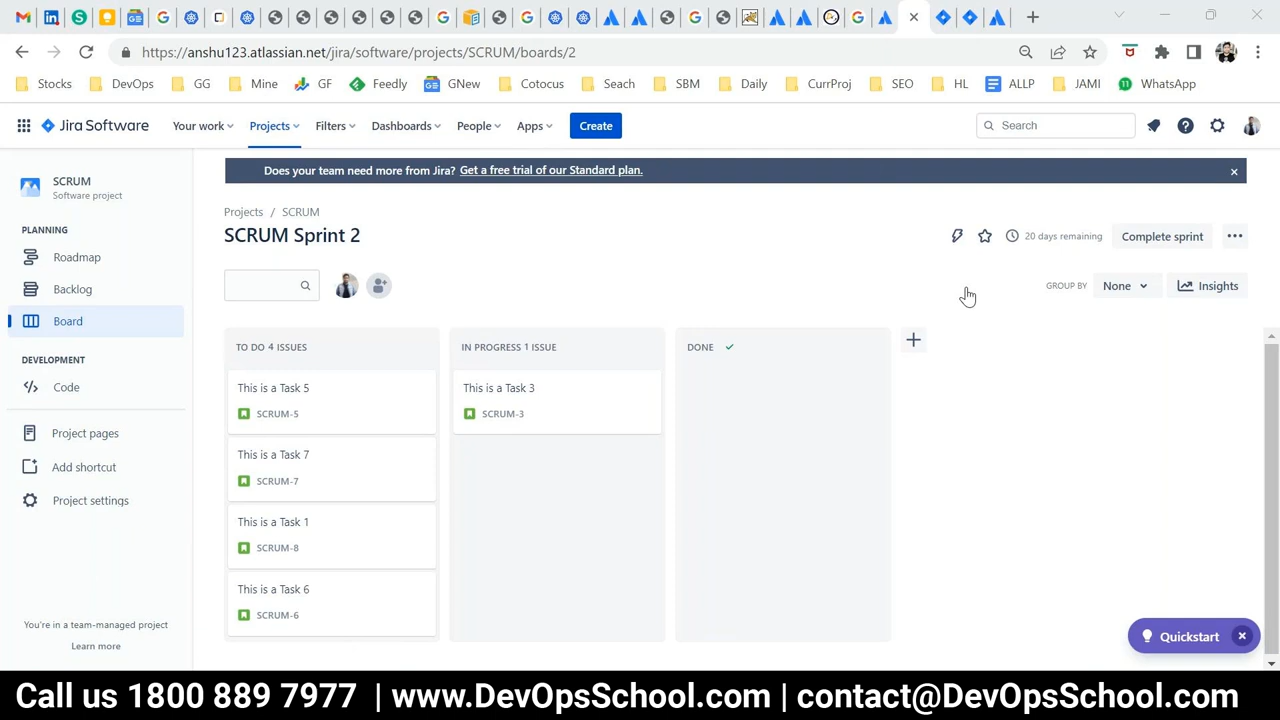 https://anshu123.atlassian.net/jira/software/projects/SCRUM/boards/2
Stocks DevOps GG Mine GF Feedly GNew Cotocus Seach SBM Daily CurrProj SEO HL ALLP JAMI 11 WhatsApp
Jira Software Your work Projects Filters Dashboards People Apps Create Search
Does your team need more from Jira? Get a free trial of our Standard plan.
SCRUM
Software project
PLANNING
Roadmap
Backlog
Board
DEVELOPMENT
Code
Project pages
Add shortcut
Project settings
You're in a team-managed project
Learn more
Projects / SCRUM
SCRUM Sprint 2
20 days remaining Complete sprint
GROUP BY None Insights
TO DO 4 ISSUES
This is a Task 5
SCRUM-5
This is a Task 7
SCRUM-7
This is a Task 1
SCRUM-8
This is a Task 6
SCRUM-6
IN PROGRESS 1 ISSUE
This is a Task 3
SCRUM-3
DONE
Quickstart
Call us 1800 889 7977 | www.DevOpsSchool.com | contact@DevOpsSchool.com